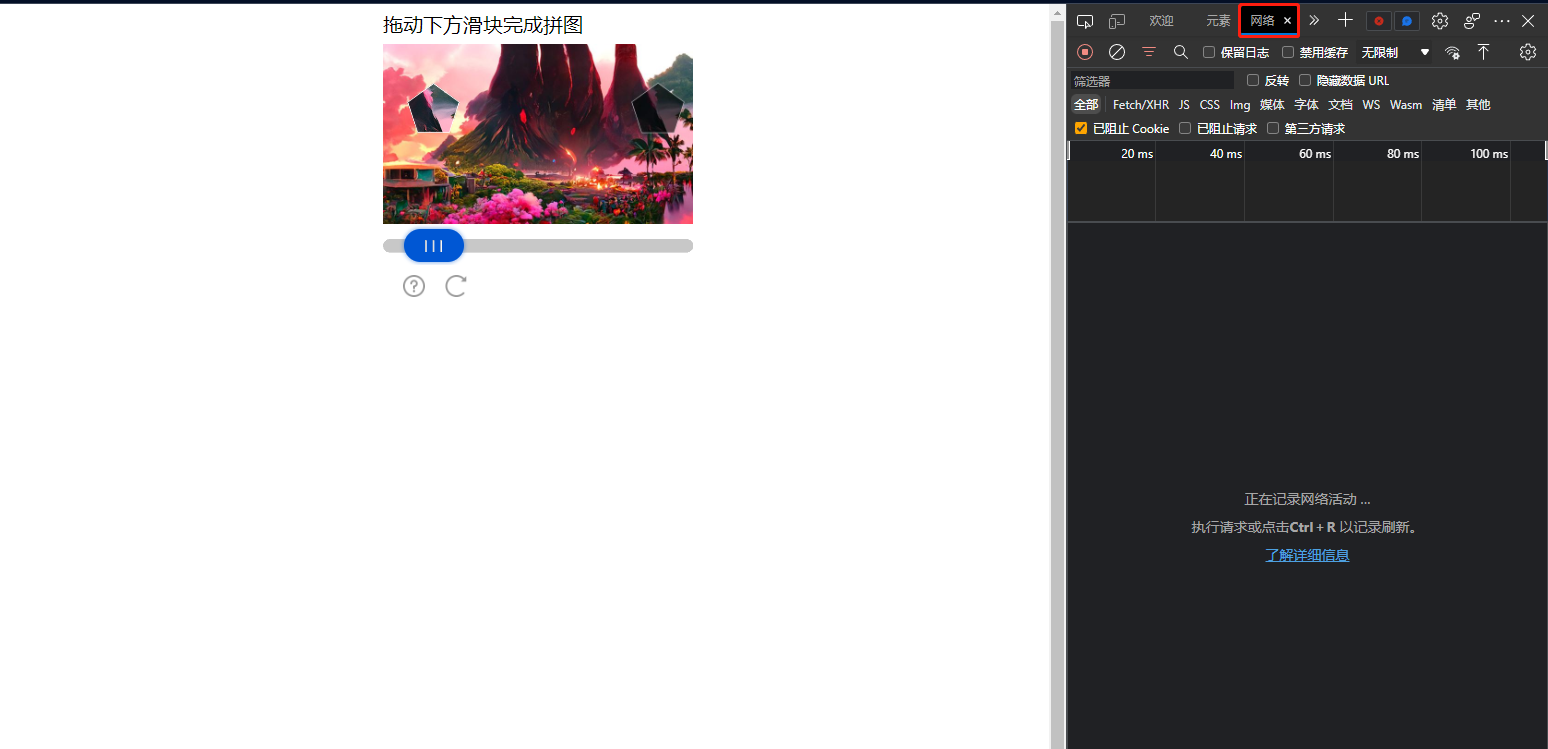 拖动下方滑块完成拼图
欢迎 元素 网络
保留日志 禁用缓存 无限制
筛选器 反转 隐藏数据 URL
全部 Fetch/XHR JS CSS Img 媒体 字体 文档 WS Wasm 清单 其他
已阻止 Cookie 已阻止请求 第三方请求
20 ms 40 ms 60 ms 80 ms 100 ms
正在记录网络活动 ...
执行请求或点击Ctrl + R 以记录刷新。
了解详细信息